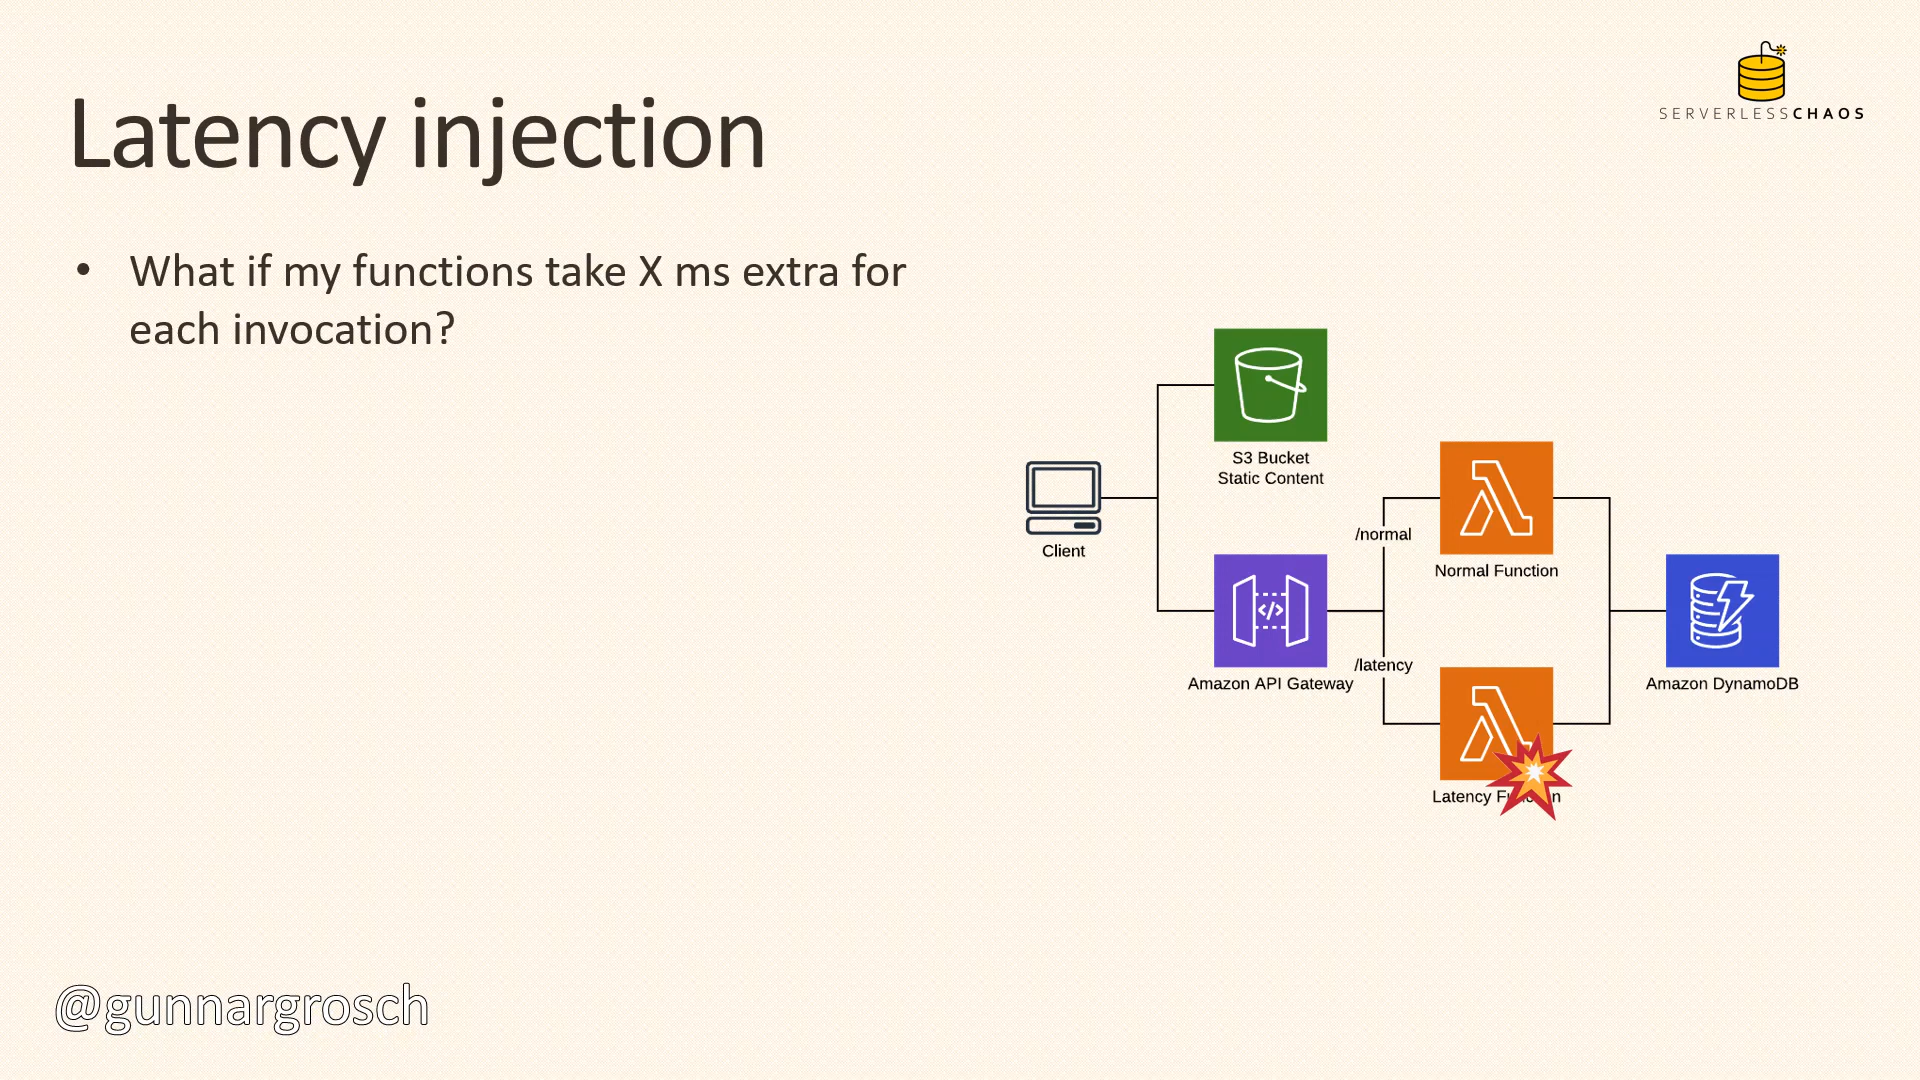 SERVERLESSCHAOS
Latency injection
• What if my functions take X ms extra for
each invocation?
S3 Bucket
Static Content
Client
/normal
Normal Function
Amazon API Gateway
/latency
Amazon DynamoDB
Latency Function
@gunnargrosch